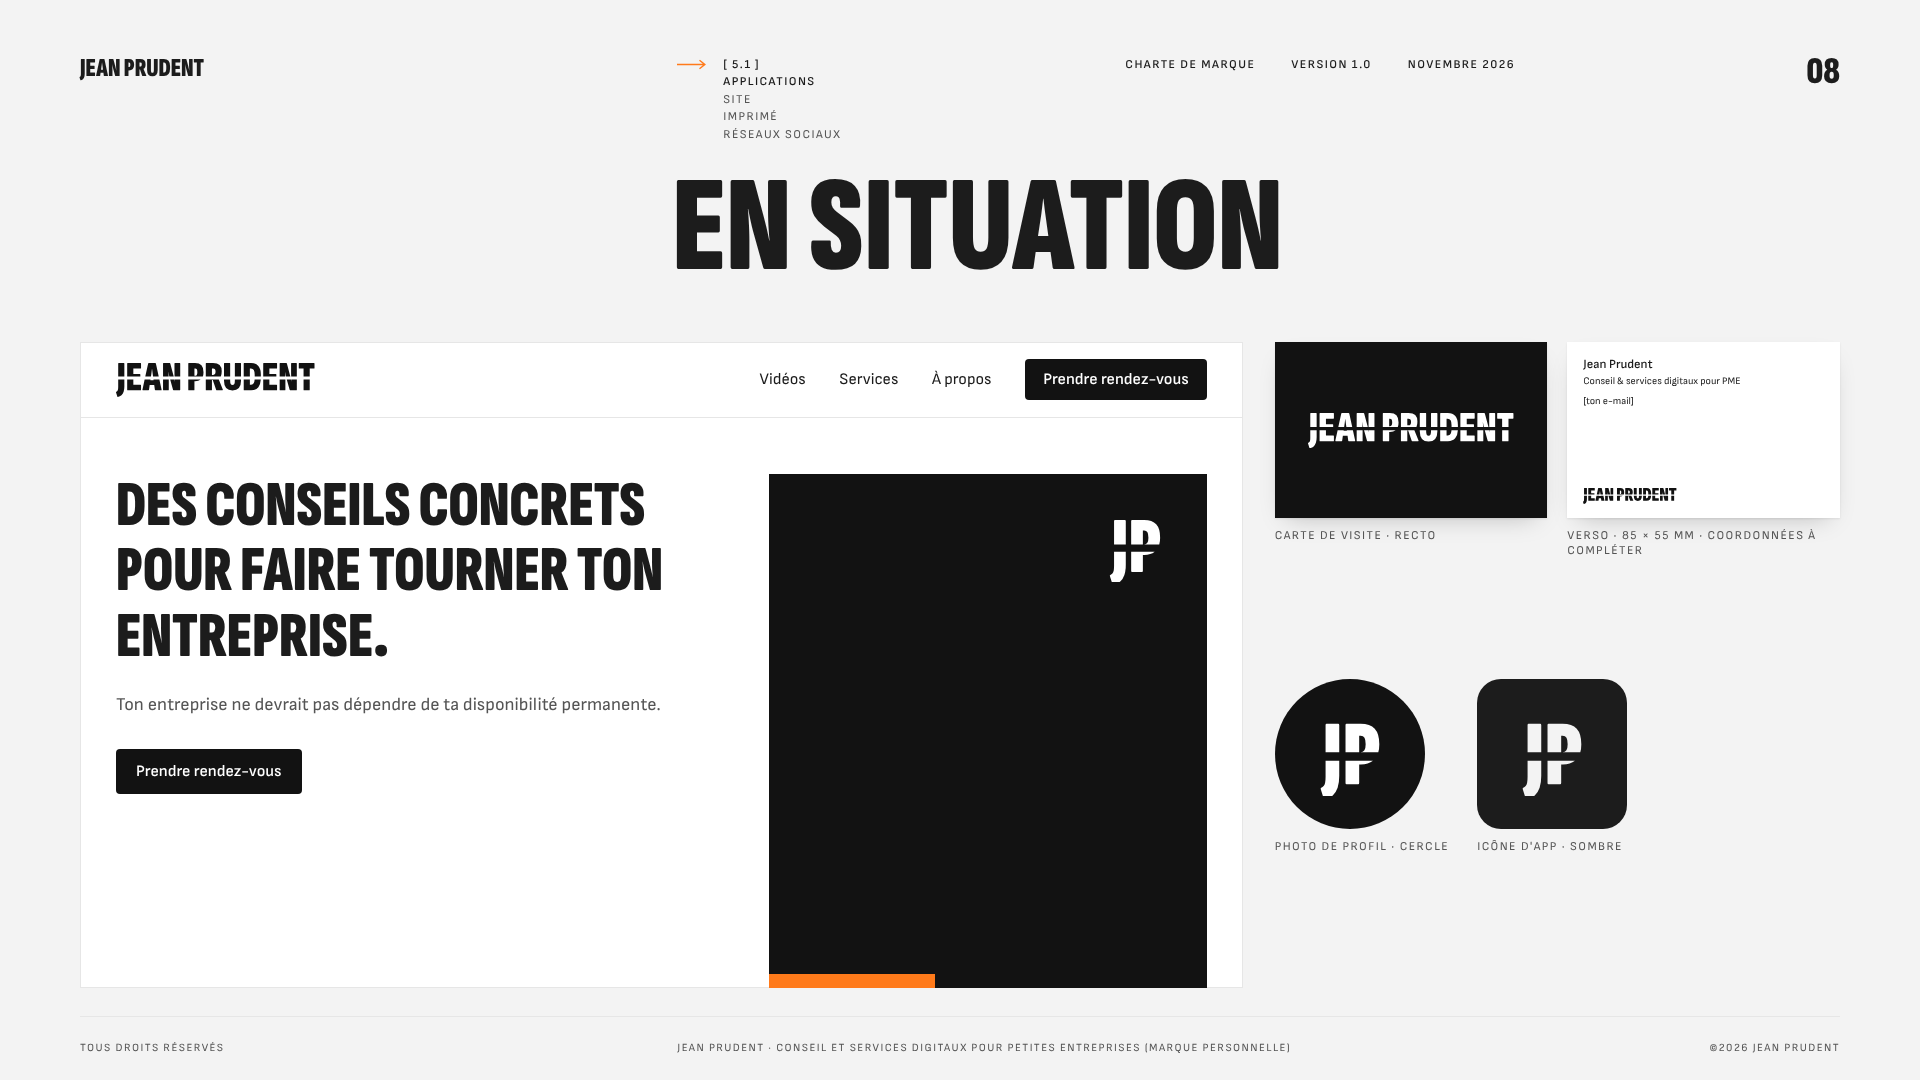 JEAN PRUDENT
[ 5.1 ]
APPLICATIONS
SITE
IMPRIMÉ
RÉSEAUX SOCIAUX
CHARTE DE MARQUE
VERSION 1.0
NOVEMBRE 2026
08
EN SITUATION
JEAN PRUDENT
Vidéos
Services
À propos
Prendre rendez-vous
DES CONSEILS CONCRETS
POUR FAIRE TOURNER TON
ENTREPRISE.
Ton entreprise ne devrait pas dépendre de ta disponibilité permanente.
Prendre rendez-vous
JP
JEAN PRUDENT
CARTE DE VISITE · RECTO
Jean Prudent
Conseil & services digitaux pour PME
[ton e-mail]
JEAN PRUDENT
VERSO · 85 × 55 MM · COORDONNÉES À
COMPLÉTER
JP
PHOTO DE PROFIL · CERCLE
JP
ICÔNE D'APP · SOMBRE
TOUS DROITS RÉSERVÉS
JEAN PRUDENT · CONSEIL ET SERVICES DIGITAUX POUR PETITES ENTREPRISES (MARQUE PERSONNELLE)
©2026 JEAN PRUDENT